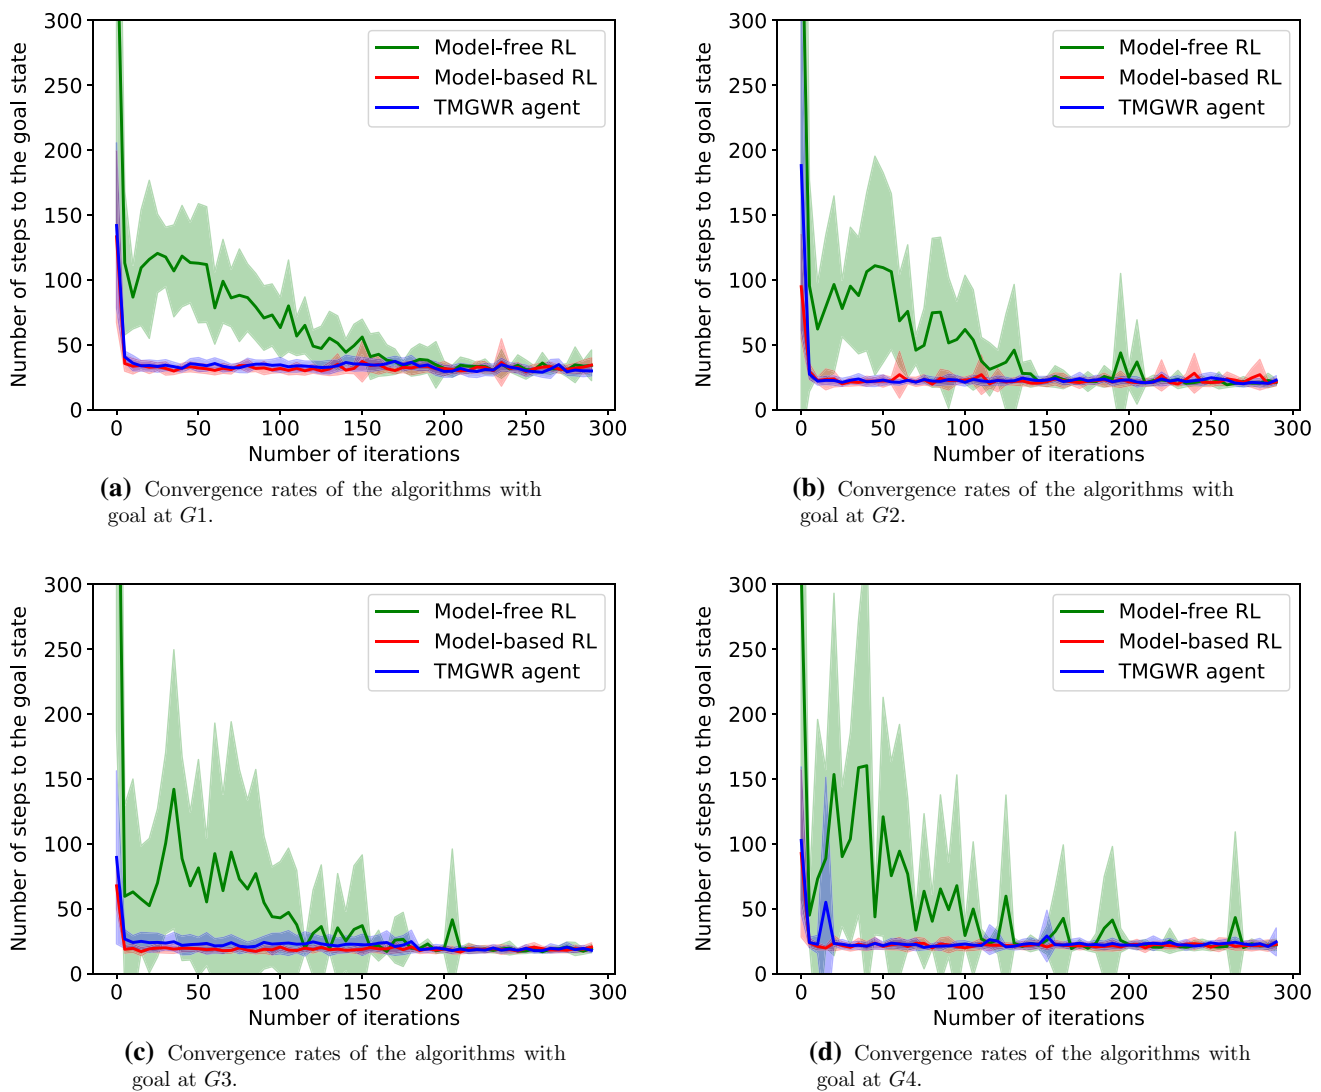 300
250
200
150
100
50
0
Number of steps to the goal state
Model-free RL
Model-based RL
TMGWR agent
0 50 100 150 200 250 300
Number of iterations
(a) Convergence rates of the algorithms with
goal at G1.
300
250
200
150
100
50
0
Number of steps to the goal state
Model-free RL
Model-based RL
TMGWR agent
0 50 100 150 200 250 300
Number of iterations
(b) Convergence rates of the algorithms with
goal at G2.
300
250
200
150
100
50
0
Number of steps to the goal state
Model-free RL
Model-based RL
TMGWR agent
0 50 100 150 200 250 300
Number of iterations
(c) Convergence rates of the algorithms with
goal at G3.
300
250
200
150
100
50
0
Number of steps to the goal state
Model-free RL
Model-based RL
TMGWR agent
0 50 100 150 200 250 300
Number of iterations
(d) Convergence rates of the algorithms with
goal at G4.